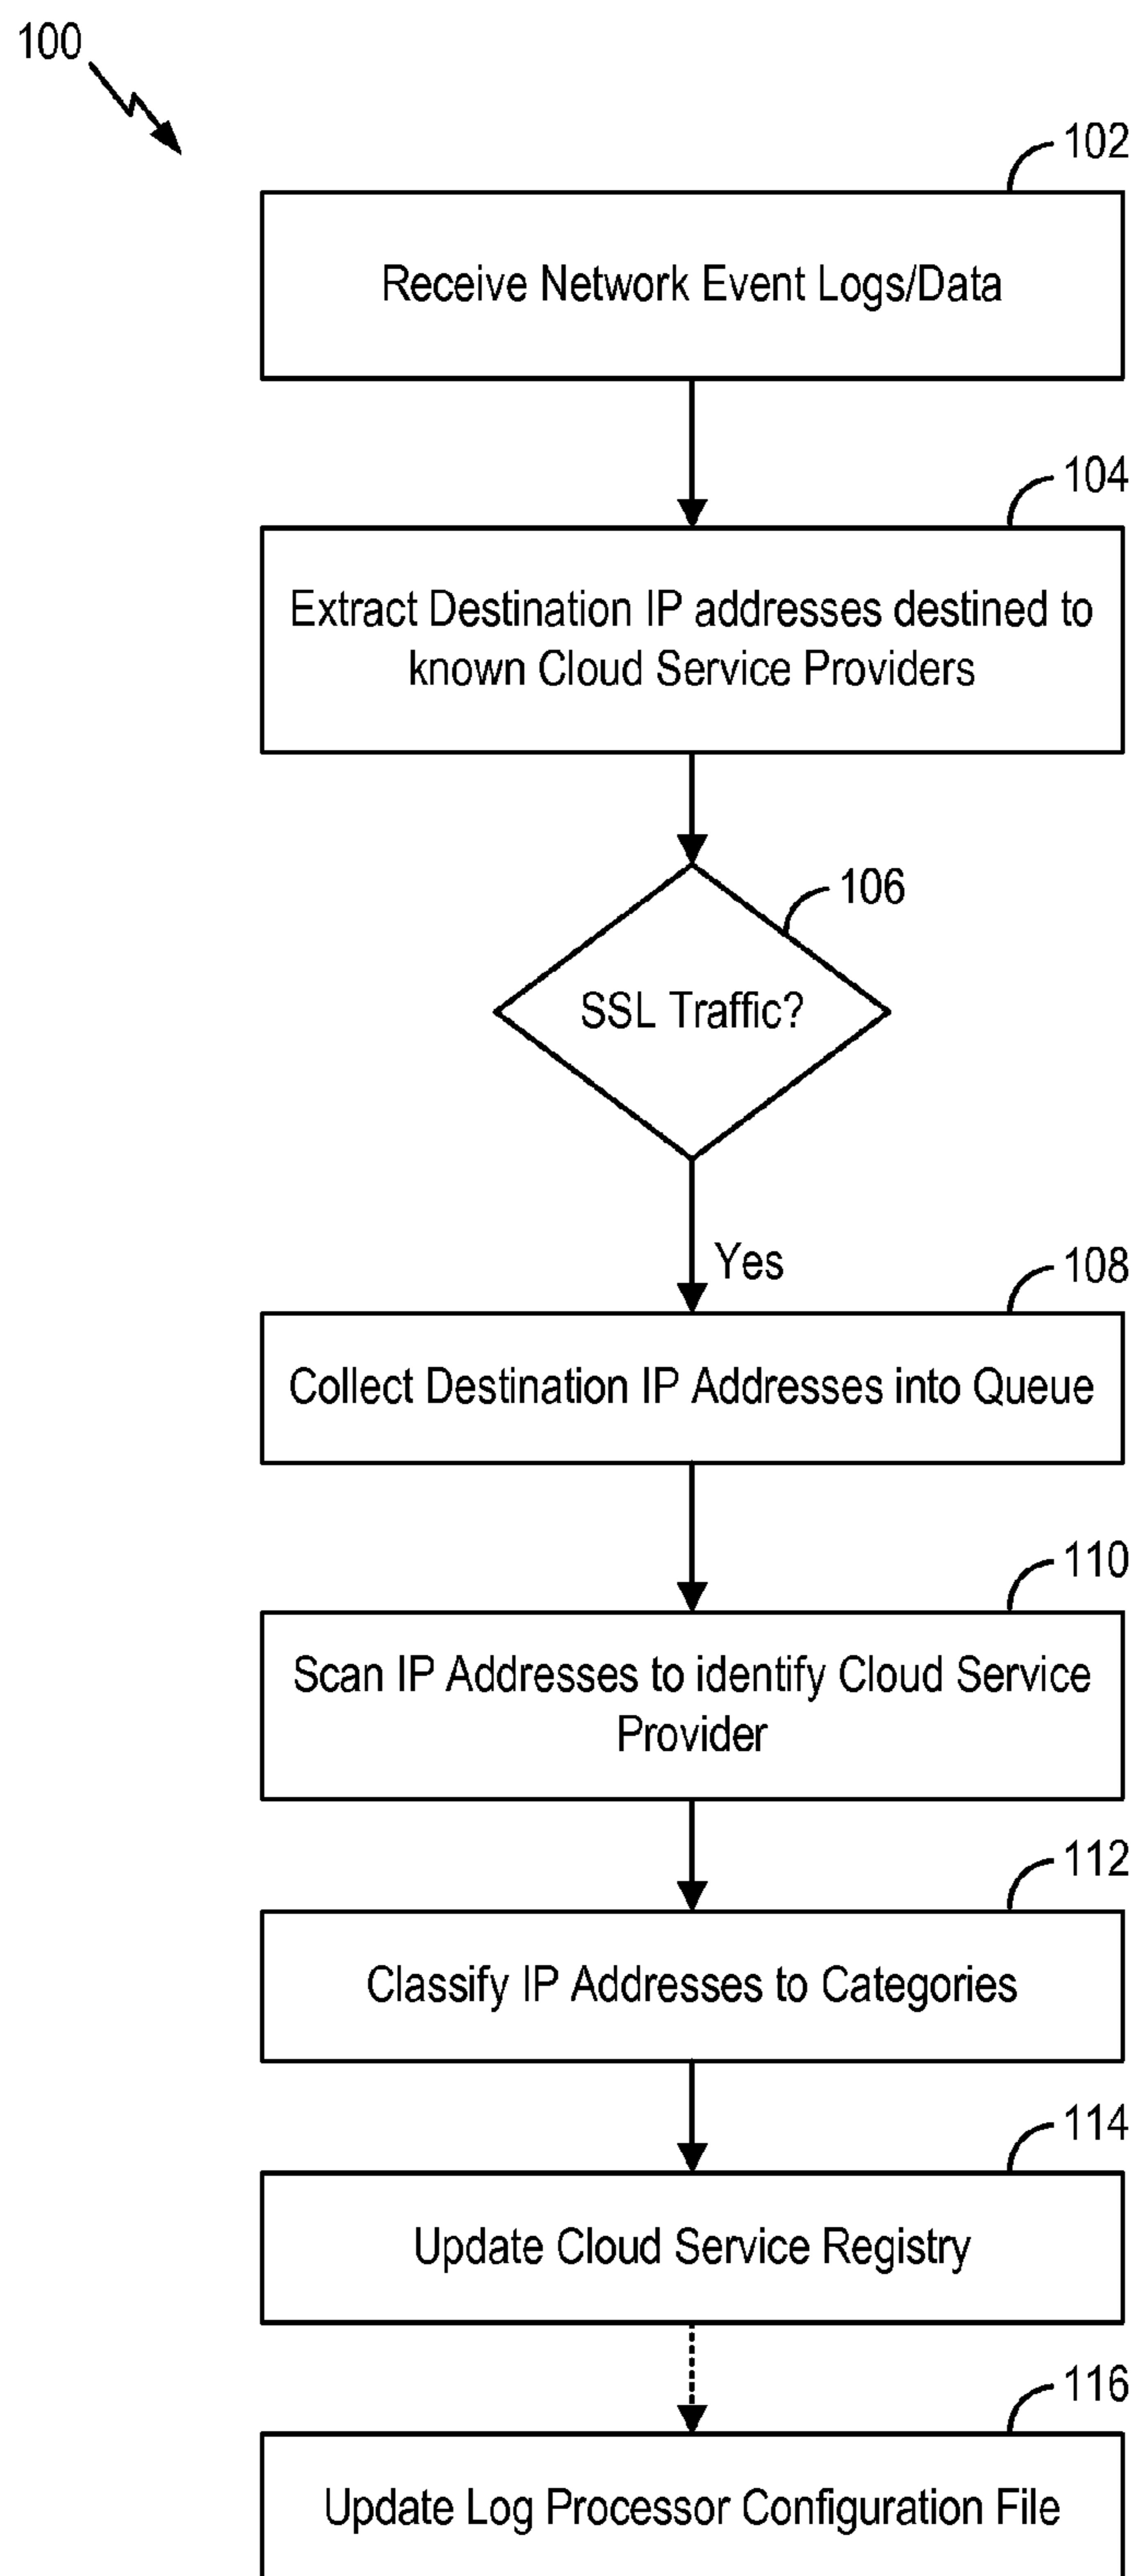 100
102
Receive Network Event Logs/Data
104
Extract Destination IP addresses destined to
known Cloud Service Providers
106
SSL Traffic?
Yes
108
Collect Destination IP Addresses into Queue
110
Scan IP Addresses to identify Cloud Service
Provider
112
Classify IP Addresses to Categories
114
Update Cloud Service Registry
116
Update Log Processor Configuration File